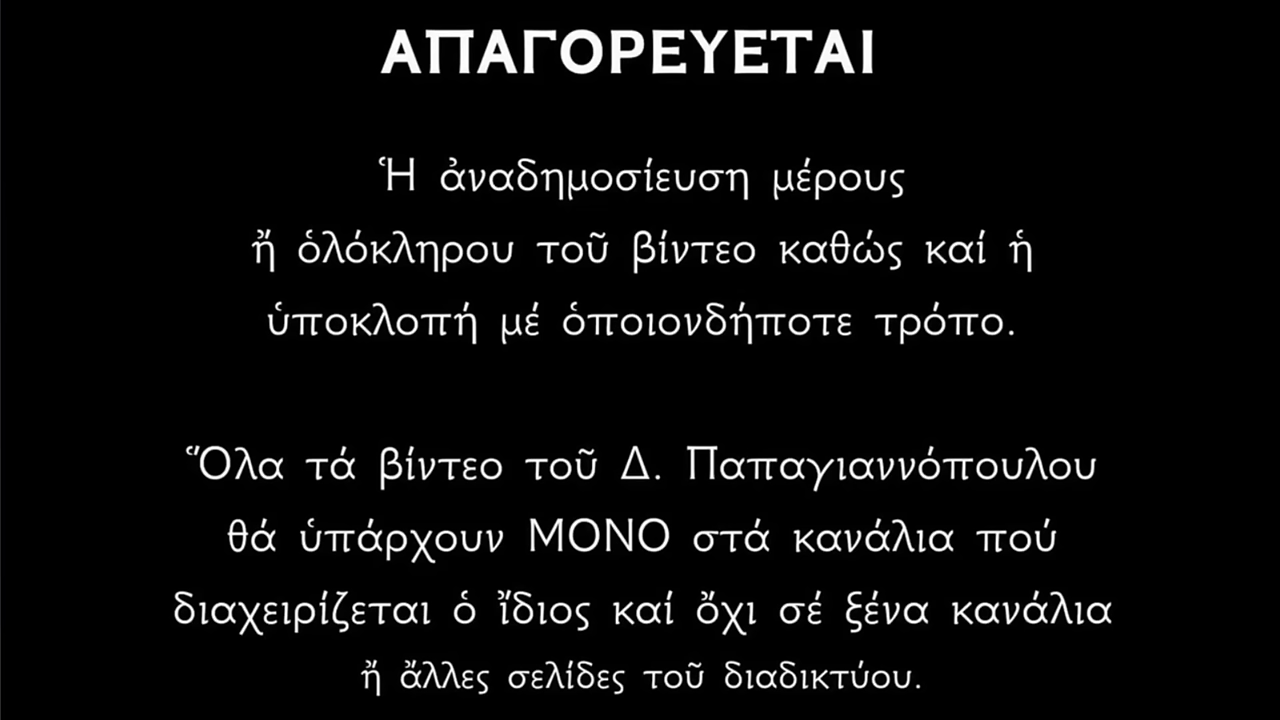 ΑΠΑΓΟΡΕΥΕΤΑΙ
Ἡ ἀναδημοσίευση μέρους
ἤ ὁλόκληρου τοῦ βίντεο καθώς καί ἡ
ὑποκλοπή μέ ὁποιονδήποτε τρόπο.
Ὅλα τά βίντεο τοῦ Δ. Παπαγιαννόπουλου
θά ὑπάρχουν ΜΟΝΟ στά κανάλια πού
διαχειρίζεται ὁ ἴδιος καί ὄχι σέ ξένα κανάλια
ἤ ἄλλες σελίδες τοῦ διαδικτύου.